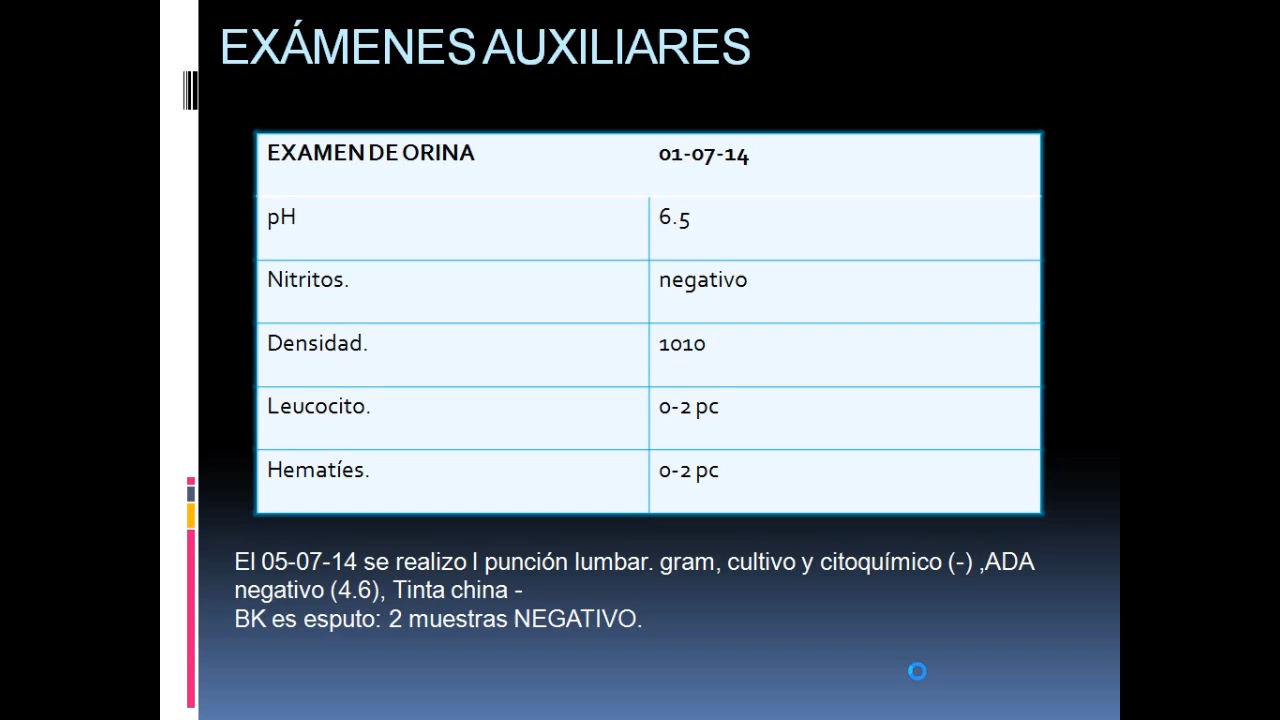 EXÁMENES AUXILIARES
EXAMEN DE ORINA 01-07-14
pH 6.5
Nitritos. negativo
Densidad. 1010
Leucocito. 0-2 pc
Hematíes. 0-2 pc
El 05-07-14 se realizo l punción lumbar. gram, cultivo y citoquímico (-) ,ADA
negativo (4.6), Tinta china -
BK es esputo: 2 muestras NEGATIVO.